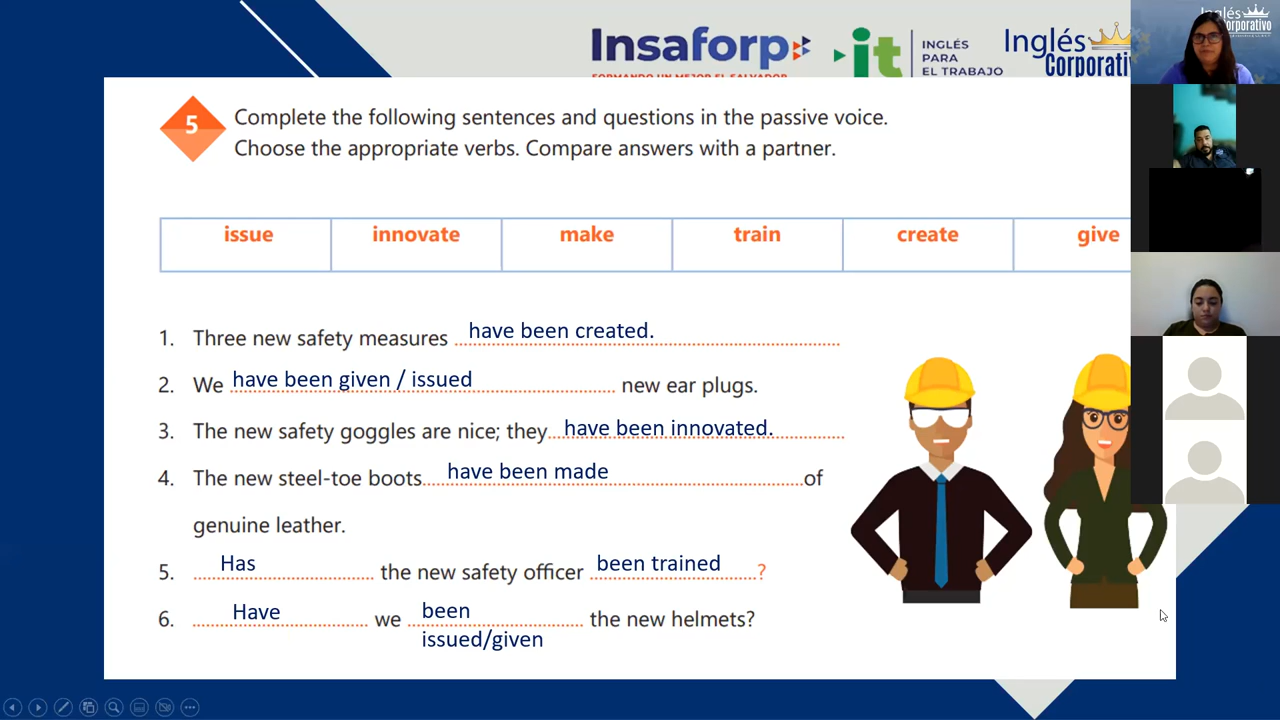 Insaforp
FORMANDO UN MEJOR EL SALVADOR
it
INGLÉS
PARA
EL TRABAJO
Inglés
Corporativ
Inglés
Corporativo
5
Complete the following sentences and questions in the passive voice.
Choose the appropriate verbs. Compare answers with a partner.
issue innovate make train create give
1. Three new safety measures have been created.
2. We have been given / issued new ear plugs.
3. The new safety goggles are nice; they have been innovated.
4. The new steel-toe boots have been made of
genuine leather.
5. Has the new safety officer been trained ?
6. Have we been the new helmets?
issued/given